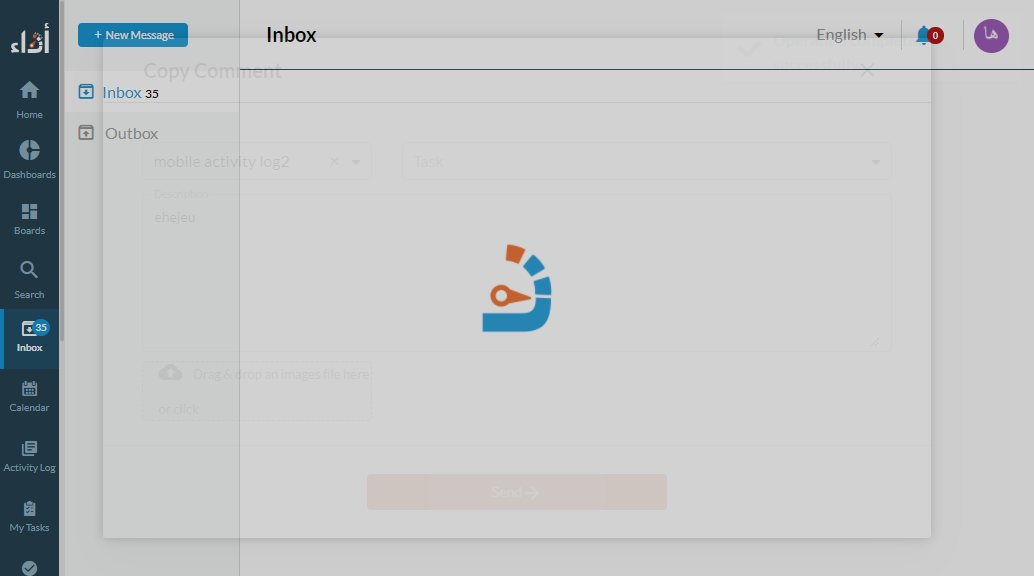 أداء
+ New Message
Inbox
English
0
ها
Copy Comment
Home
Inbox 35
Outbox
Dashboards
mobile activity log2
Task
Boards
Description
ehejeu
Search
35
Inbox
Drag & drop an images file here
or click
Calendar
Activity Log
Send
My Tasks